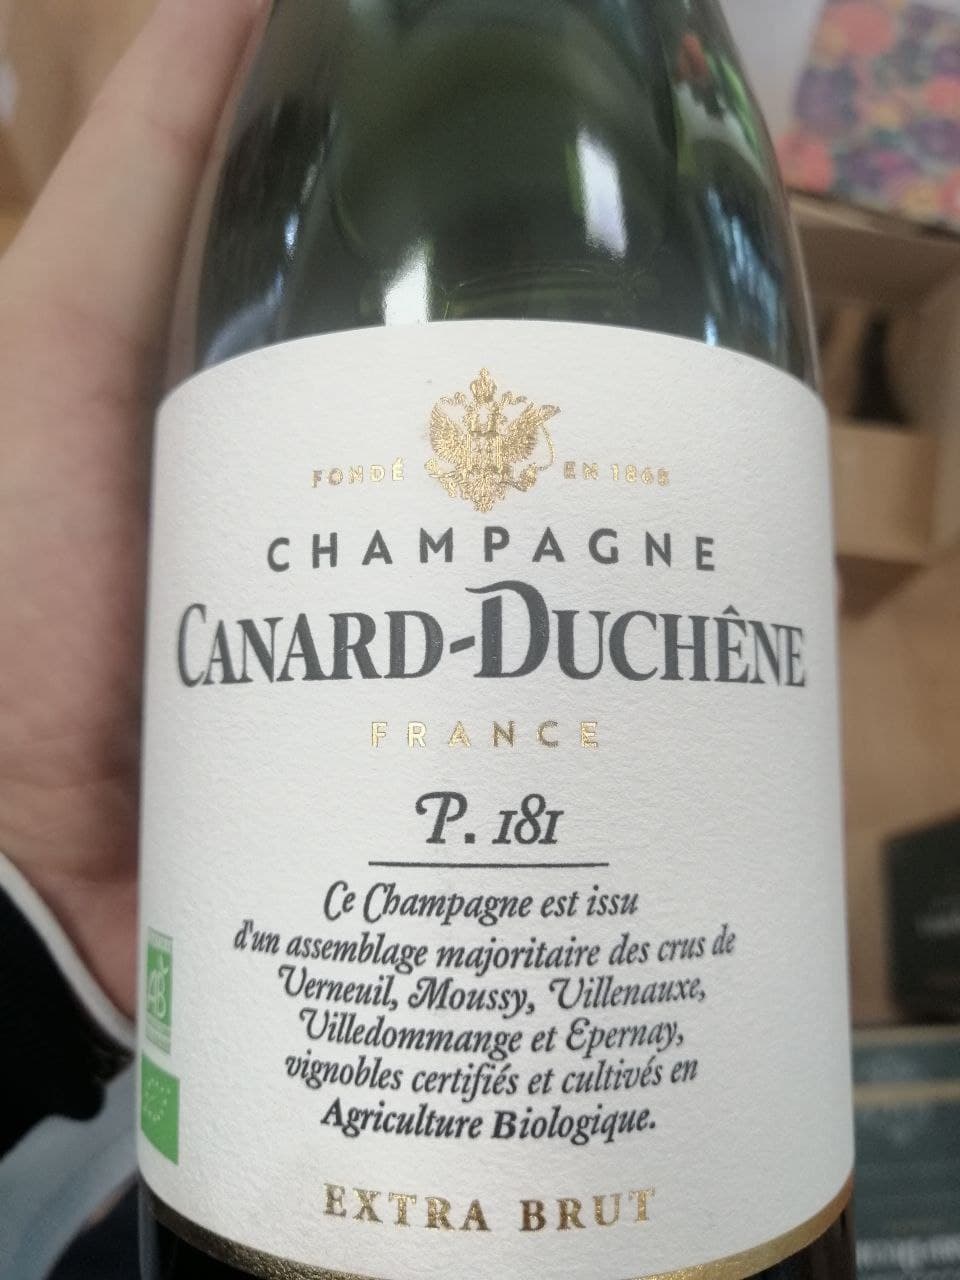 FONDÉ EN 1868
CHAMPAGNE
CANARD-DUCHÊNE
FRANCE
P. 181
Ce Champagne est issu
d'un assemblage majoritaire des crus de
Verneuil, Moussy, Villenauxe,
Villedommange et Epernay,
vignobles certifiés et cultivés en
Agriculture Biologique.
AB
EXTRA BRUT